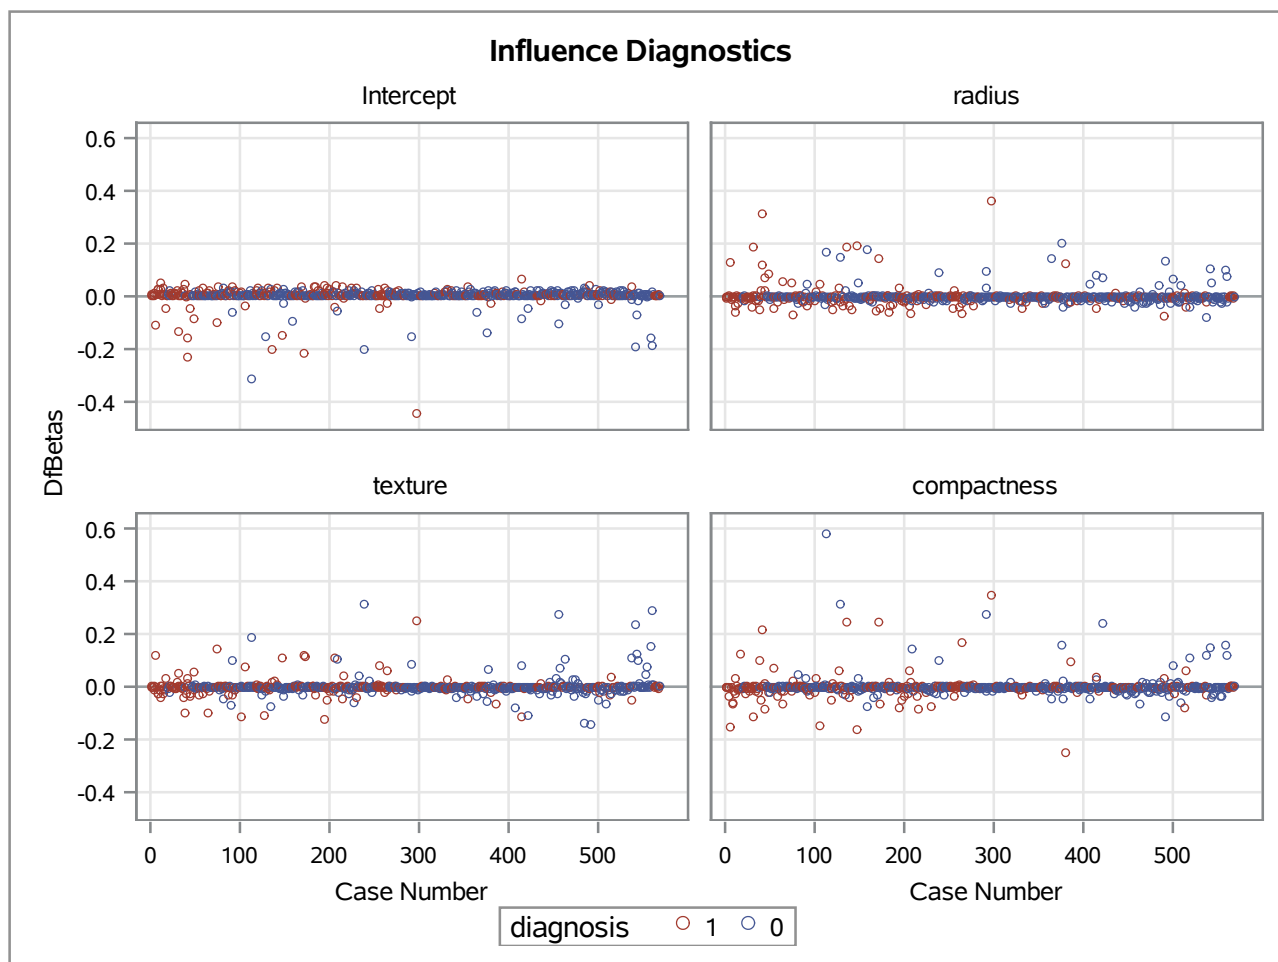 Influence Diagnostics
Intercept
radius
0.6
0.4
0.2
0.0
-0.2
-0.4
DfBetas
texture
compactness
0.6
0.4
0.2
0.0
-0.2
-0.4
0 100 200 300 400 500
0 100 200 300 400 500
Case Number
Case Number
diagnosis 1 0